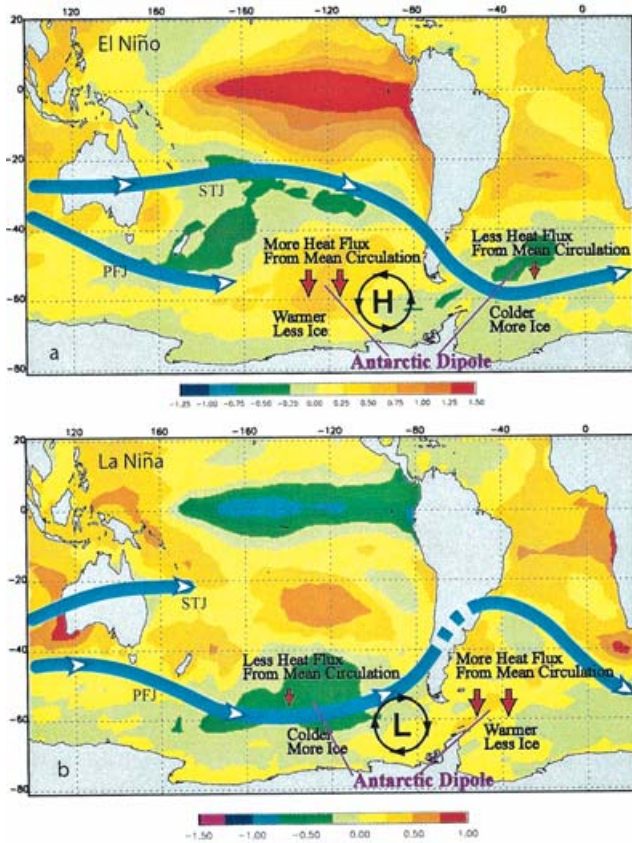 120 160 -160 -120 -80 -40 0
20
El Niño
0
-20
STJ
-40
More Heat Flux
From Mean Circulation
Less Heat Flux
From Mean Circulation
PFJ
H
-60
Warmer
Less Ice
Colder
More Ice
Antarctic Dipole
a
-80
-1.25 -1.00 -0.75 -0.50 -0.25 0.00 0.25 0.50 0.75 1.00 1.25 1.50
120 160 -160 -120 -80 -40 0
20
La Niña
0
-20
STJ
-40
Less Heat Flux
From Mean Circulation
More Heat Flux
From Mean Circulation
PFJ
L
-60
Colder
More Ice
Warmer
Less Ice
Antarctic Dipole
b
-80
-1.50 -1.00 -0.50 0.00 0.50 1.00